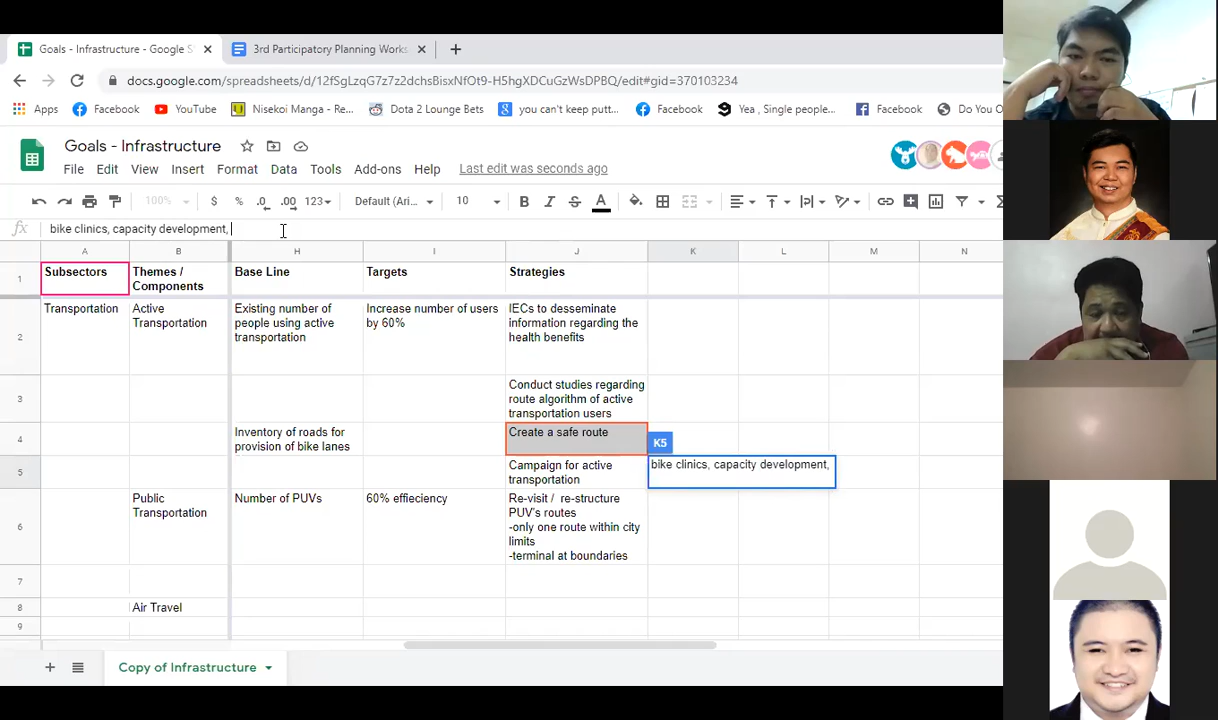 Goals - Infrastructure - Google S
3rd Participatory Planning Works
docs.google.com/spreadsheets/d/12fSgLzqG7z7z2dchsBisxNfOt9-H5hgXDCuGzWsDPBQ/edit#gid=370103234
Apps
Facebook
YouTube
Nisekoi Manga - Re...
Dota 2 Lounge Bets
you can't keep putt...
Facebook
Yea , Single people...
Facebook
Do You O
Goals - Infrastructure
File Edit View Insert Format Data Tools Add-ons Help Last edit was seconds ago
100% $ % .0 .00 123 Default (Ari... 10 B I S A
fx bike clinics, capacity development,
A B H I J K L M N
1 Subsectors Themes / Base Line Targets Strategies
Components
Transportation Active Existing number of Increase number of users IECs to desseminate
Transportation people using active by 60% information regarding the
2 transportation health benefits
Conduct studies regarding
3 route algorithm of active
transportation users
4 Inventory of roads for Create a safe route
provision of bike lanes K5
5 Campaign for active bike clinics, capacity development,
transportation
Public Number of PUVs 60% effieciency Re-visit / re-structure
Transportation PUV's routes
6 -only one route within city
limits
-terminal at boundaries
7
8 Air Travel
9
Copy of Infrastructure